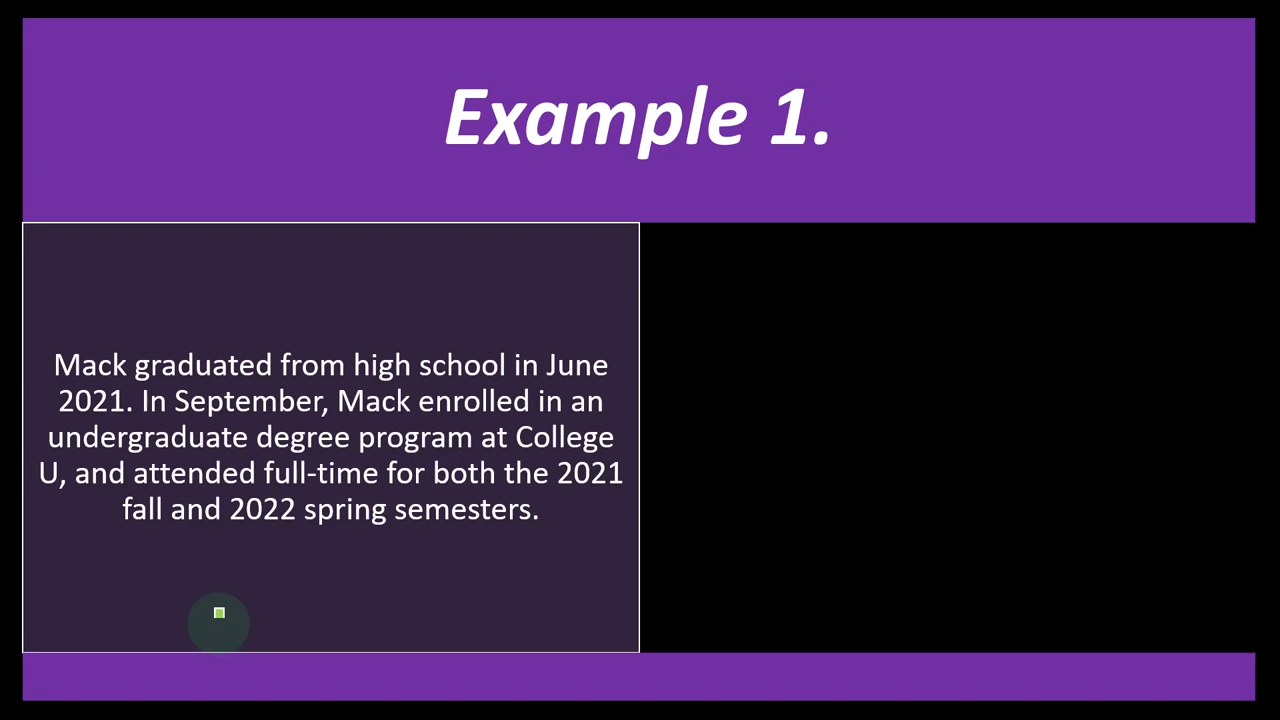 Example 1.
Mack graduated from high school in June
2021. In September, Mack enrolled in an
undergraduate degree program at College
U, and attended full-time for both the 2021
fall and 2022 spring semesters.